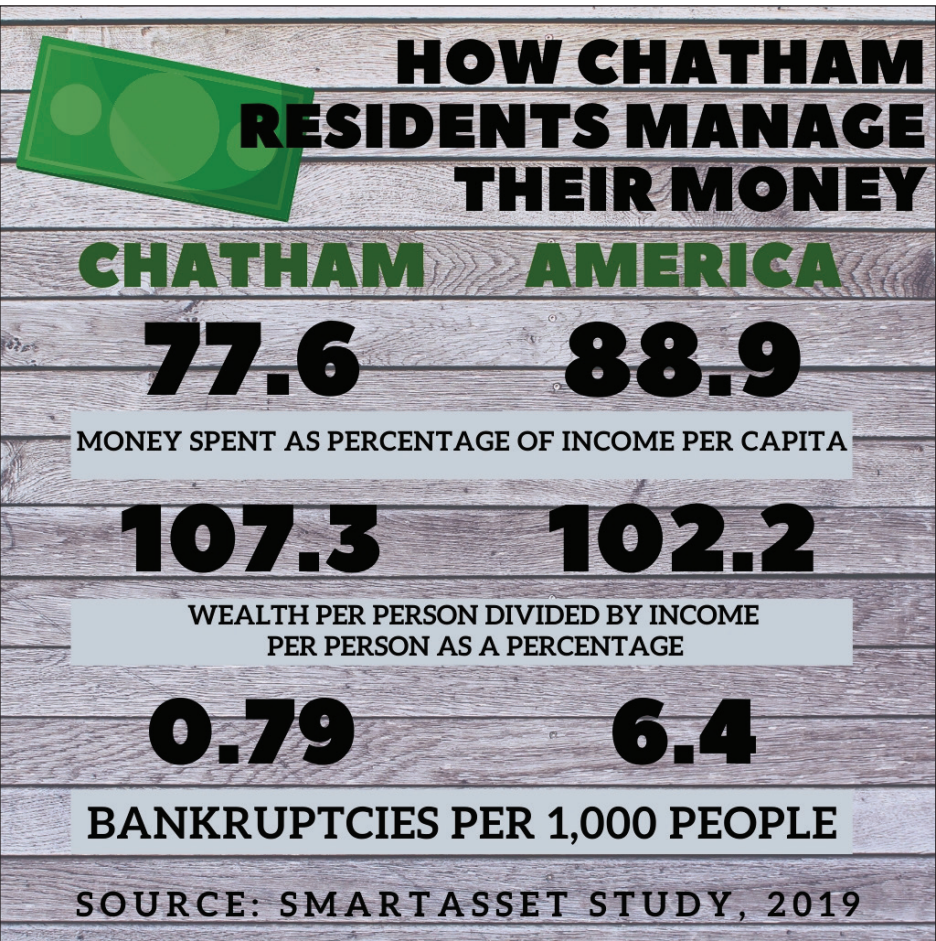 HOW CHATHAM
RESIDENTS MANAGE
THEIR MONEY
CHATHAM AMERICA
77.6 88.9
MONEY SPENT AS PERCENTAGE OF INCOME PER CAPITA
107.3 102.2
WEALTH PER PERSON DIVIDED BY INCOME
PER PERSON AS A PERCENTAGE
0.79 6.4
BANKRUPTCIES PER 1,000 PEOPLE
SOURCE: SMARTASSET STUDY, 2019